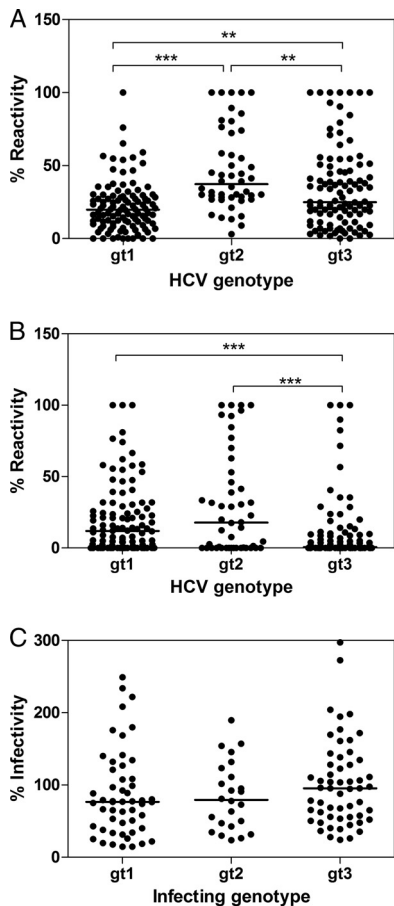 A
**
*** **
150
100
50
0
% Reactivity
gt1 gt2 gt3
HCV genotype
B
***
***
150
100
50
0
% Reactivity
gt1 gt2 gt3
HCV genotype
C
300
200
100
0
% Infectivity
gt1 gt2 gt3
Infecting genotype